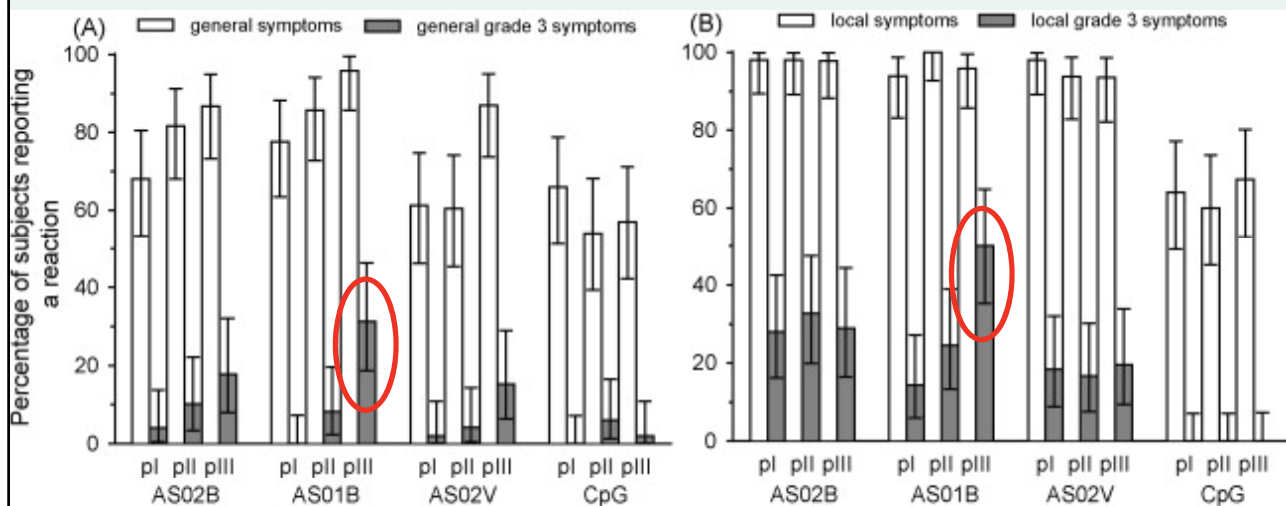 (A) general symptoms general grade 3 symptoms
Percentage of subjects reporting
a reaction
100
80
60
40
20
0
pI pII pIII pI pII pIII pI pII pIII pI pII pIII
AS02B AS01B AS02V CpG
(B) local symptoms local grade 3 symptoms
100
80
60
40
20
0
pI pII pIII pI pII pIII pI pII pIII pI pII pIII
AS02B AS01B AS02V CpG